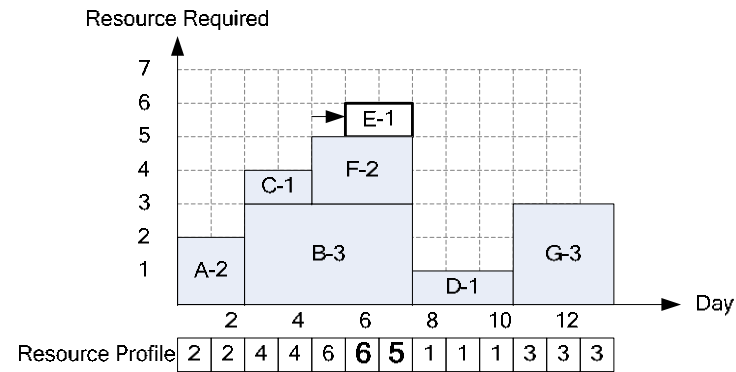 Resource Required
7
6
5
4
3
2
1
E-1
F-2
C-1
B-3
A-2
D-1
G-3
2 4 6 8 10 12 Day
Resource Profile 2 2 4 4 6 6 5 1 1 1 3 3 3